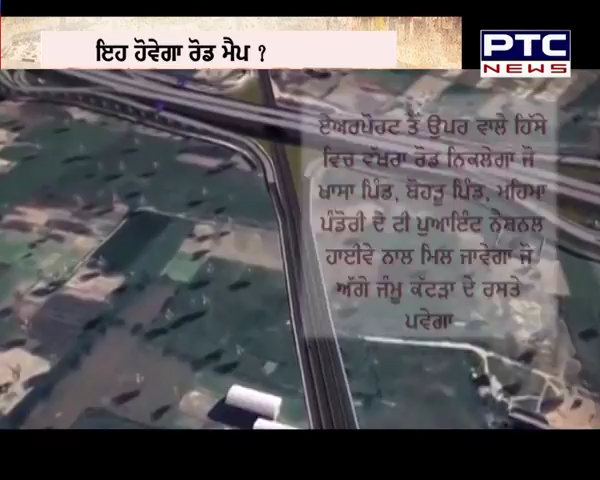 ਇਹ ਹੋਵੇਗਾ ਰੋਡ ਮੈਪ ?
PTC
NEWS
ਏਅਰਪੋਰਟ ਤੋਂ ਉਪਰ ਵਾਲੇ ਹਿੱਸੇ
ਵਿਚ ਵੱਖਰਾ ਰੋਡ ਨਿਕਲੇਗਾ ਜੋ
ਖਾਸਾ ਪਿੰਡ, ਬੋਹੜੂ ਪਿੰਡ, ਮਹਿਮਾ
ਪੰਡੋਰੀ ਦੇ ਟੀ ਪੁਆਇੰਟ ਨੈਸ਼ਨਲ
ਹਾਈਵੇ ਨਾਲ ਮਿਲ ਜਾਵੇਗਾ ਜੋ
ਅੱਗੇ ਜੰਮੂ ਕੱਟੜਾ ਦੇ ਰਸਤੇ
ਪਵੇਗਾ